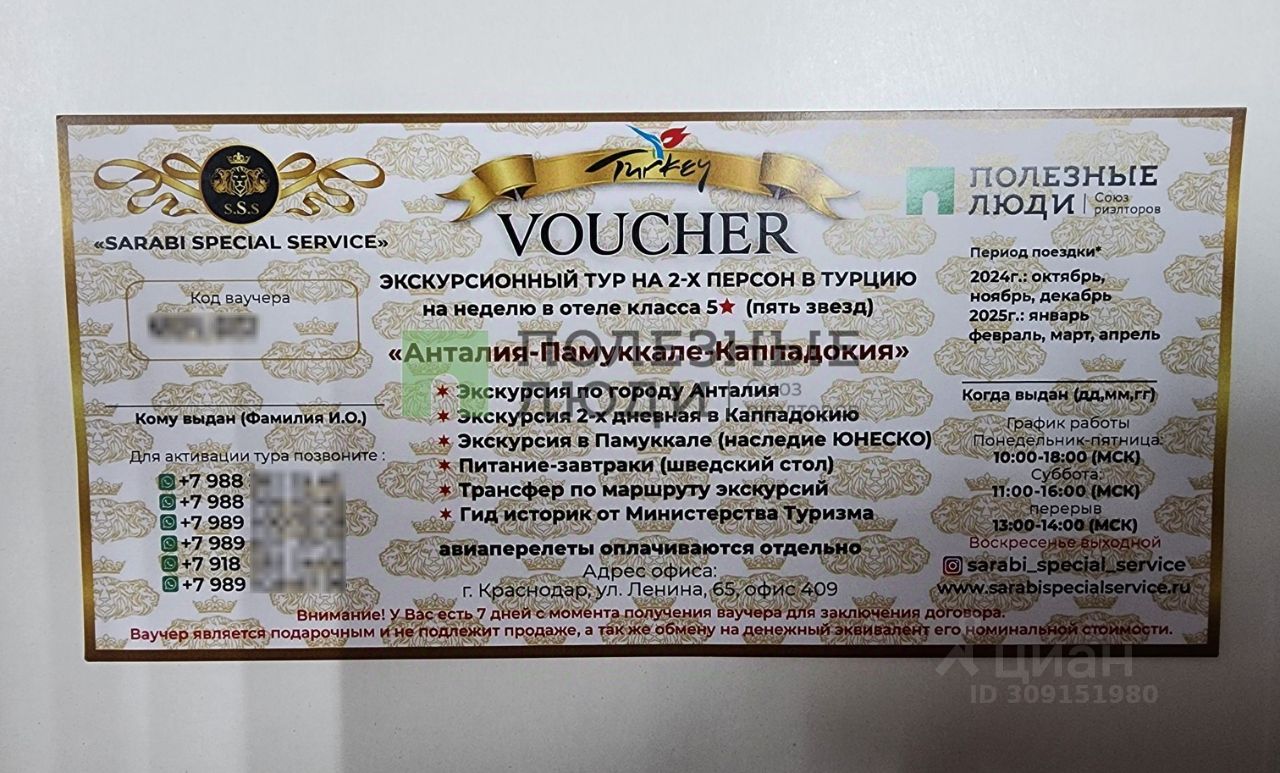 Turkey
VOUCHER
S.S.S
«SARABI SPECIAL SERVICE»
Код ваучера
Кому выдан (Фамилия И.О.)
Для активации тура позвоните :
+7 988
+7 988
+7 989
+7 989
+7 918
+7 989
ЭКСКУРСИОННЫЙ ТУР НА 2-Х ПЕРСОН В ТУРЦИЮ
на неделю в отеле класса 5★ (пять звезд)
«Анталия-Памуккале-Каппадокия»
Экскурсия по городу Анталия
Экскурсия 2-х дневная в Каппадокию
Экскурсия в Памуккале (наследие ЮНЕСКО)
Питание-завтраки (шведский стол)
Трансфер по маршруту экскурсий
Гид историк от Министерства Туризма
авиаперелеты оплачиваются отдельно
Адрес офиса:
г. Краснодар, ул. Ленина, 65, офис 409
ПОЛЕЗНЫЕ
ЛЮДИ
Союз
риэлторов
Период поездки*
2024г.: октябрь,
ноябрь, декабрь
2025г.: январь
февраль, март, апрель
Когда выдан (дд,мм,гг)
График работы
Понедельник-пятница:
10:00-18:00 (МСК)
Суббота:
11:00-16:00 (МСК)
перерыв
13:00-14:00 (МСК)
Воскресенье выходной
sarabi_special_service
www.sarabispecialservice.ru
Внимание! У Вас есть 7 дней с момента получения ваучера для заключения договора.
Ваучер является подарочным и не подлежит продаже, а так же обмену на денежный эквивалент его номинальной стоимости.
ПОЛЕЗНЫЕ
ЛЮДИ
циан
ID 309151980